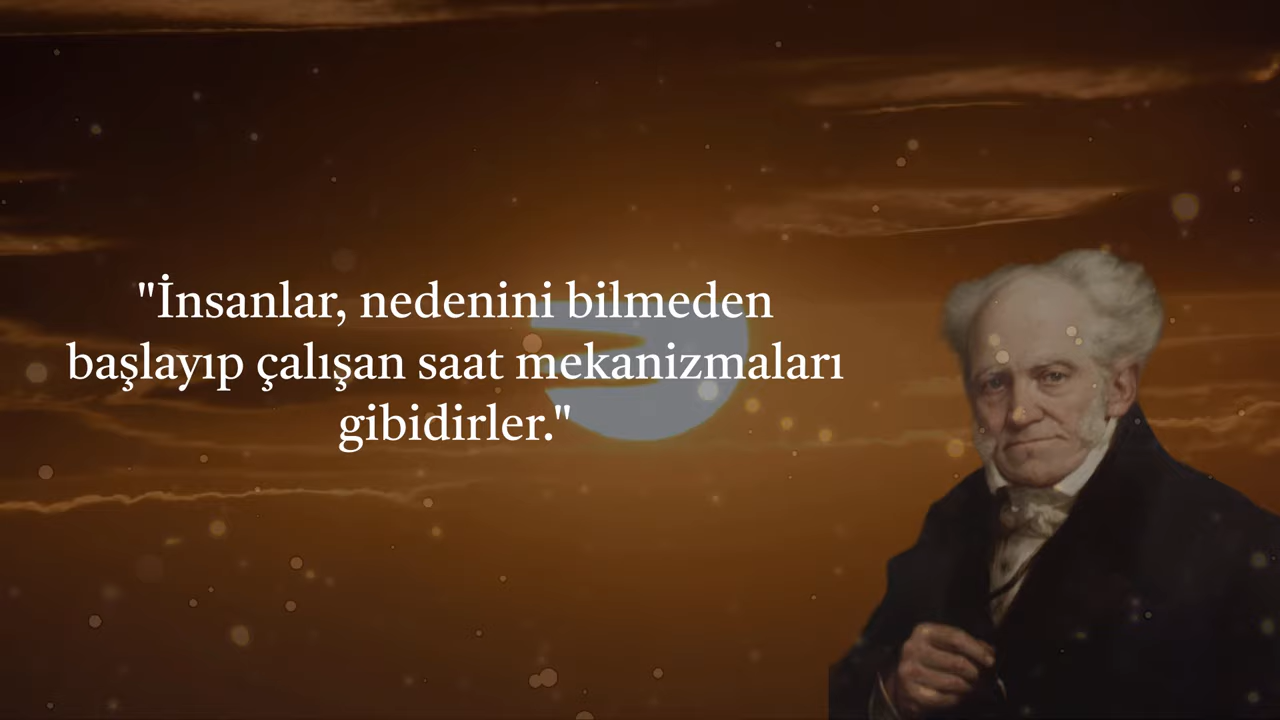 "İnsanlar, nedenini bilmeden
başlayıp çalışan saat mekanizmaları
gibidirler."